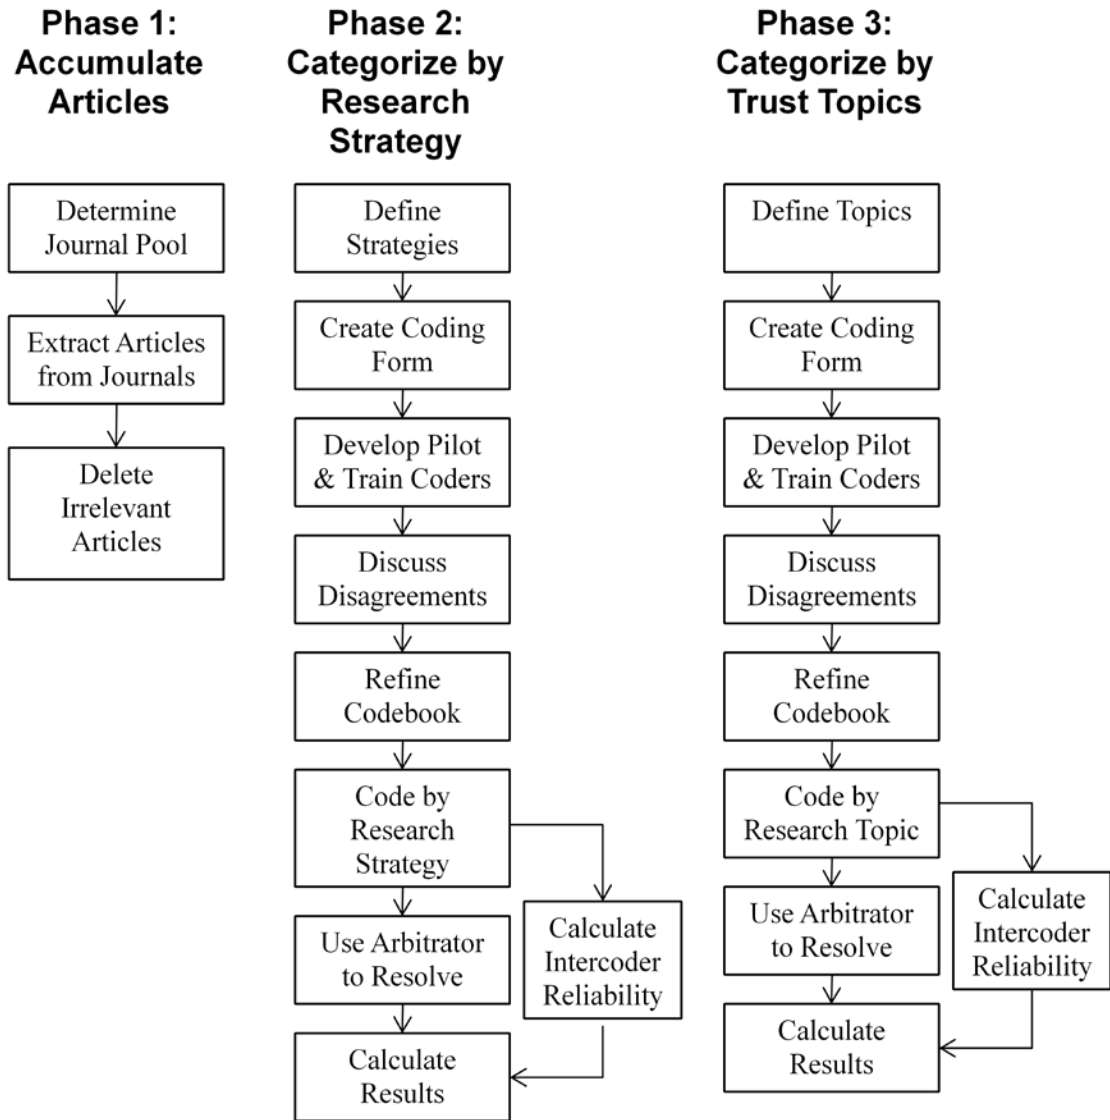 Phase 1:
Accumulate
Articles
Determine
Journal Pool
Extract Articles
from Journals
Delete
Irrelevant
Articles
Phase 2:
Categorize by
Research
Strategy
Define
Strategies
Create Coding
Form
Develop Pilot
& Train Coders
Discuss
Disagreements
Refine
Codebook
Code by
Research
Strategy
Use Arbitrator
to Resolve
Calculate
Intercoder
Reliability
Calculate
Results
Phase 3:
Categorize by
Trust Topics
Define Topics
Create Coding
Form
Develop Pilot
& Train Coders
Discuss
Disagreements
Refine
Codebook
Code by
Research Topic
Use Arbitrator
to Resolve
Calculate
Intercoder
Reliability
Calculate
Results